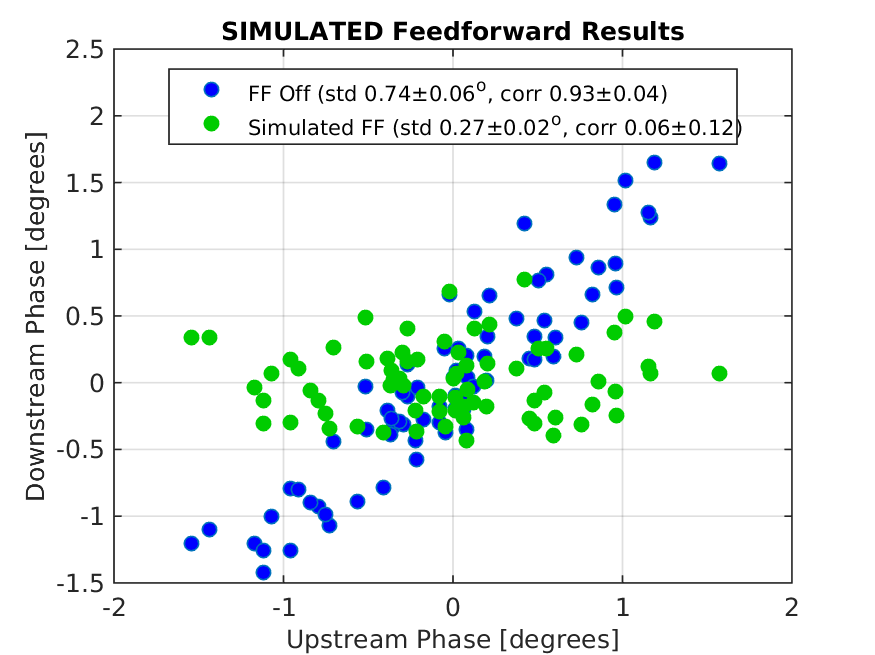 SIMULATED Feedforward Results
FF Off (std 0.74±0.06°, corr 0.93±0.04)
Simulated FF (std 0.27±0.02°, corr 0.06±0.12)
2.5
2
1.5
1
0.5
0
-0.5
-1
-1.5
Downstream Phase [degrees]
-2 -1 0 1 2
Upstream Phase [degrees]